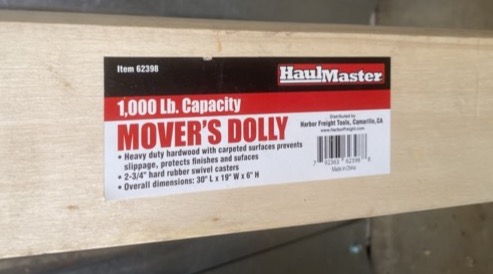 Item 62398
HaulMaster
1,000 Lb. Capacity
MOVER'S DOLLY
• Heavy duty hardwood with carpeted surfaces prevents
slippage, protects finishes and sufaces
• 2-3/4" hard rubber swivel casters
• Overall dimensions: 30" L x 19" W x 6" H
Distributed by
Harbor Freight Tools, Camarillo, CA
www.HarborFreight.com
Made in China